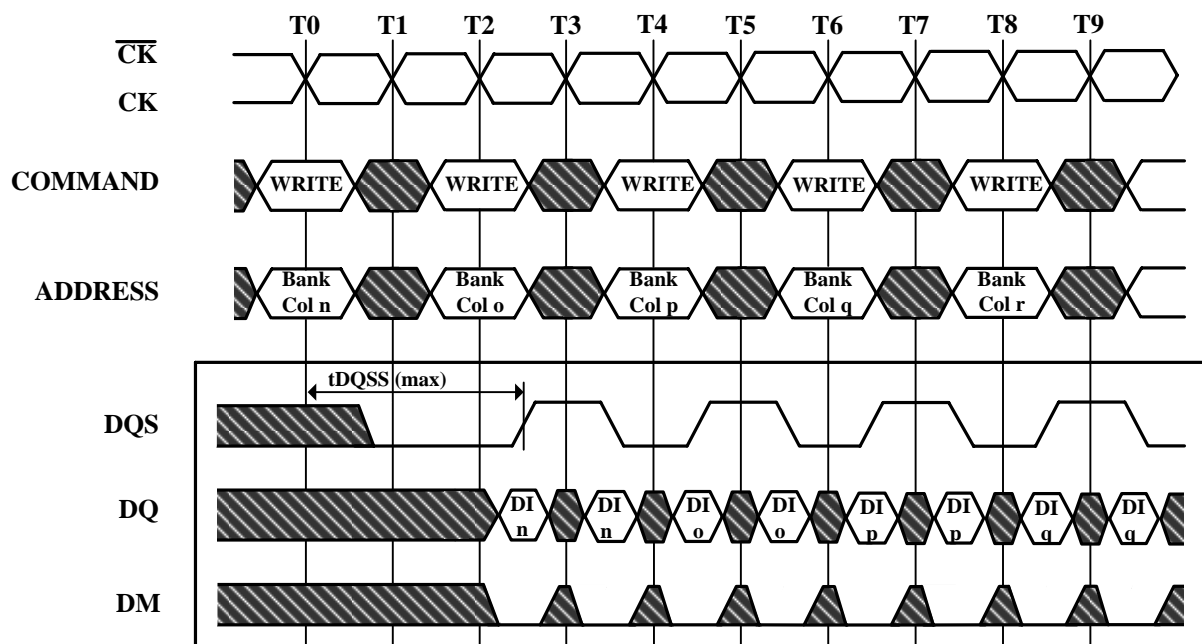 T0 T1 T2 T3 T4 T5 T6 T7 T8 T9
CK
CK
COMMAND WRITE WRITE WRITE WRITE WRITE
ADDRESS Bank Bank Bank Bank Bank
Col n Col o Col p Col q Col r
tDQSS (max)
DQS
DQ DI DI DI DI DI DI DI DI
n n o o p p q q
DM